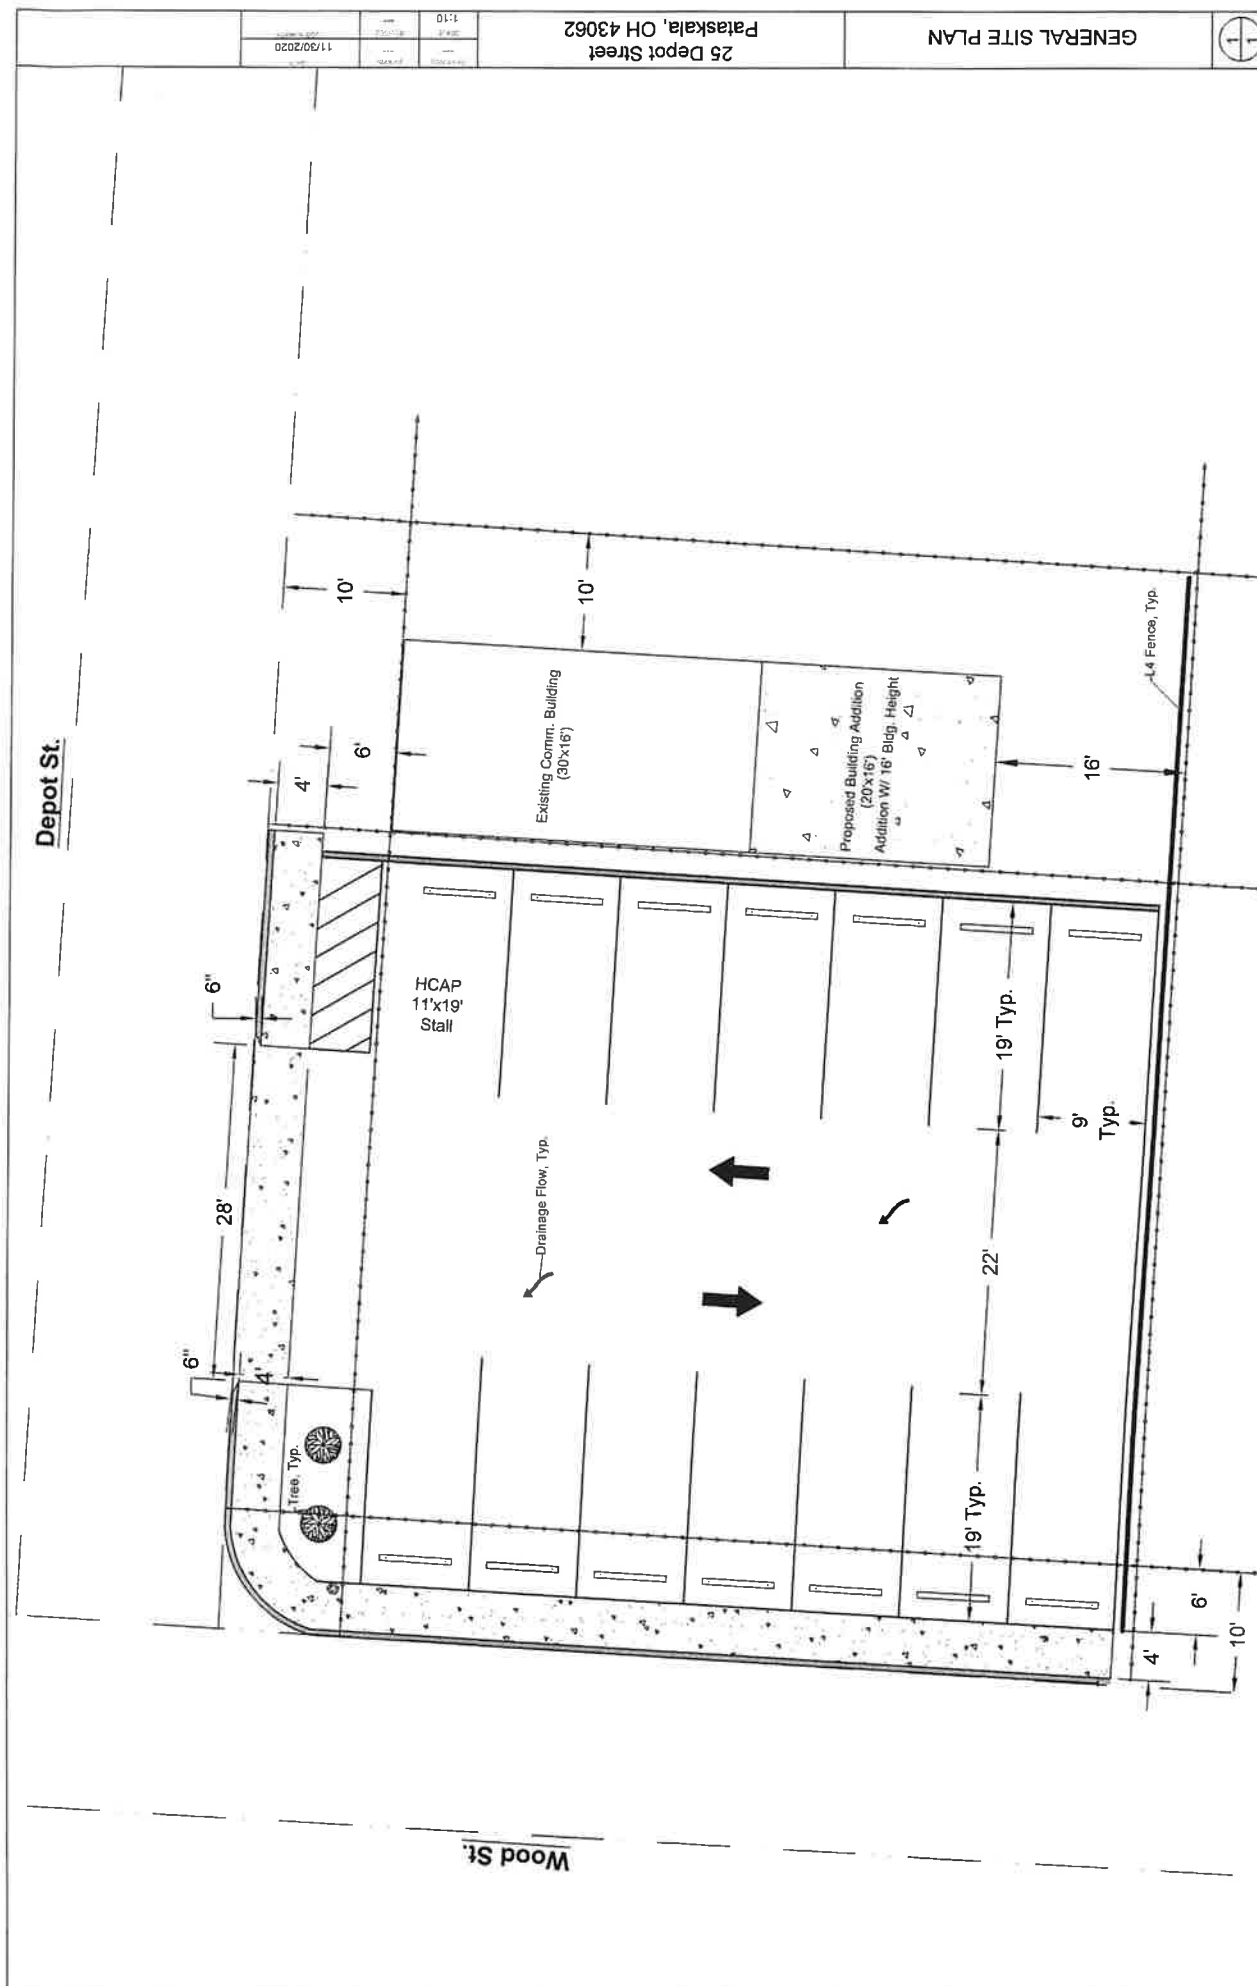 Depot St.
Wood St.
10'
10'
4'
6'
6"
28'
6"
4'
Existing Comm. Building
(30'x16')
Proposed Building Addition
(20'x16')
Addition W/ 16' Bldg. Height
16'
L4 Fence, Typ.
HCAP
11'x19'
Stall
19' Typ.
9'
Typ.
Drainage Flow, Typ.
22'
Tree, Typ.
19' Typ.
6'
4'
10'
1
1
GENERAL SITE PLAN
25 Depot Street
Pataskala, OH 43062
1:10
11/30/2020